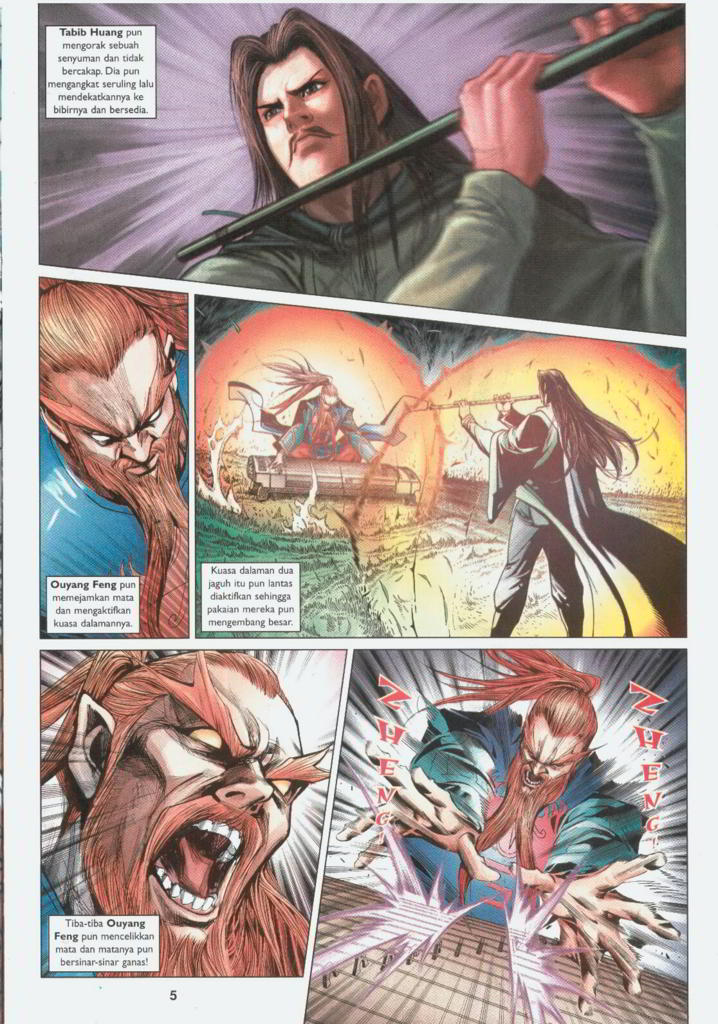 Tabib Huang pun
mengorak sebuah
senyuman dan tidak
bercakap. Dia pun
mengangkat seruling lalu
mendekatkannya ke
bibirnya dan bersedia.
Ouyang Feng pun
memejamkan mata
dan mengaktifkan
kuasa dalamannya.
Kuasa dalaman dua
jaguh itu pun lantas
diaktifkan sehingga
pakaian mereka pun
mengembang besar.
Tiba-tiba Ouyang
Feng pun mencelikkan
mata dan matanya pun
bersinar-sinar ganas!
ZHENG!
ZHENG!
5